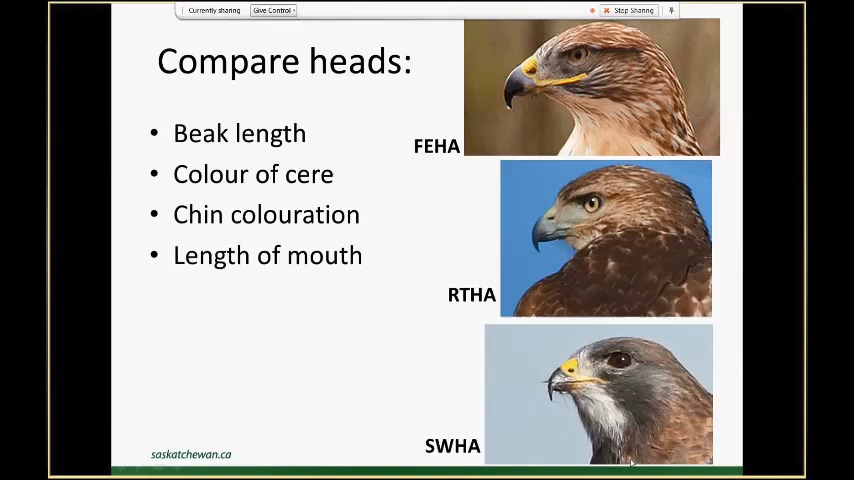 Currently sharing
Give Control
Stop Sharing
Compare heads:
• Beak length
• Colour of cere
• Chin colouration
• Length of mouth
FEHA
RTHA
SWHA
saskatchewan.ca